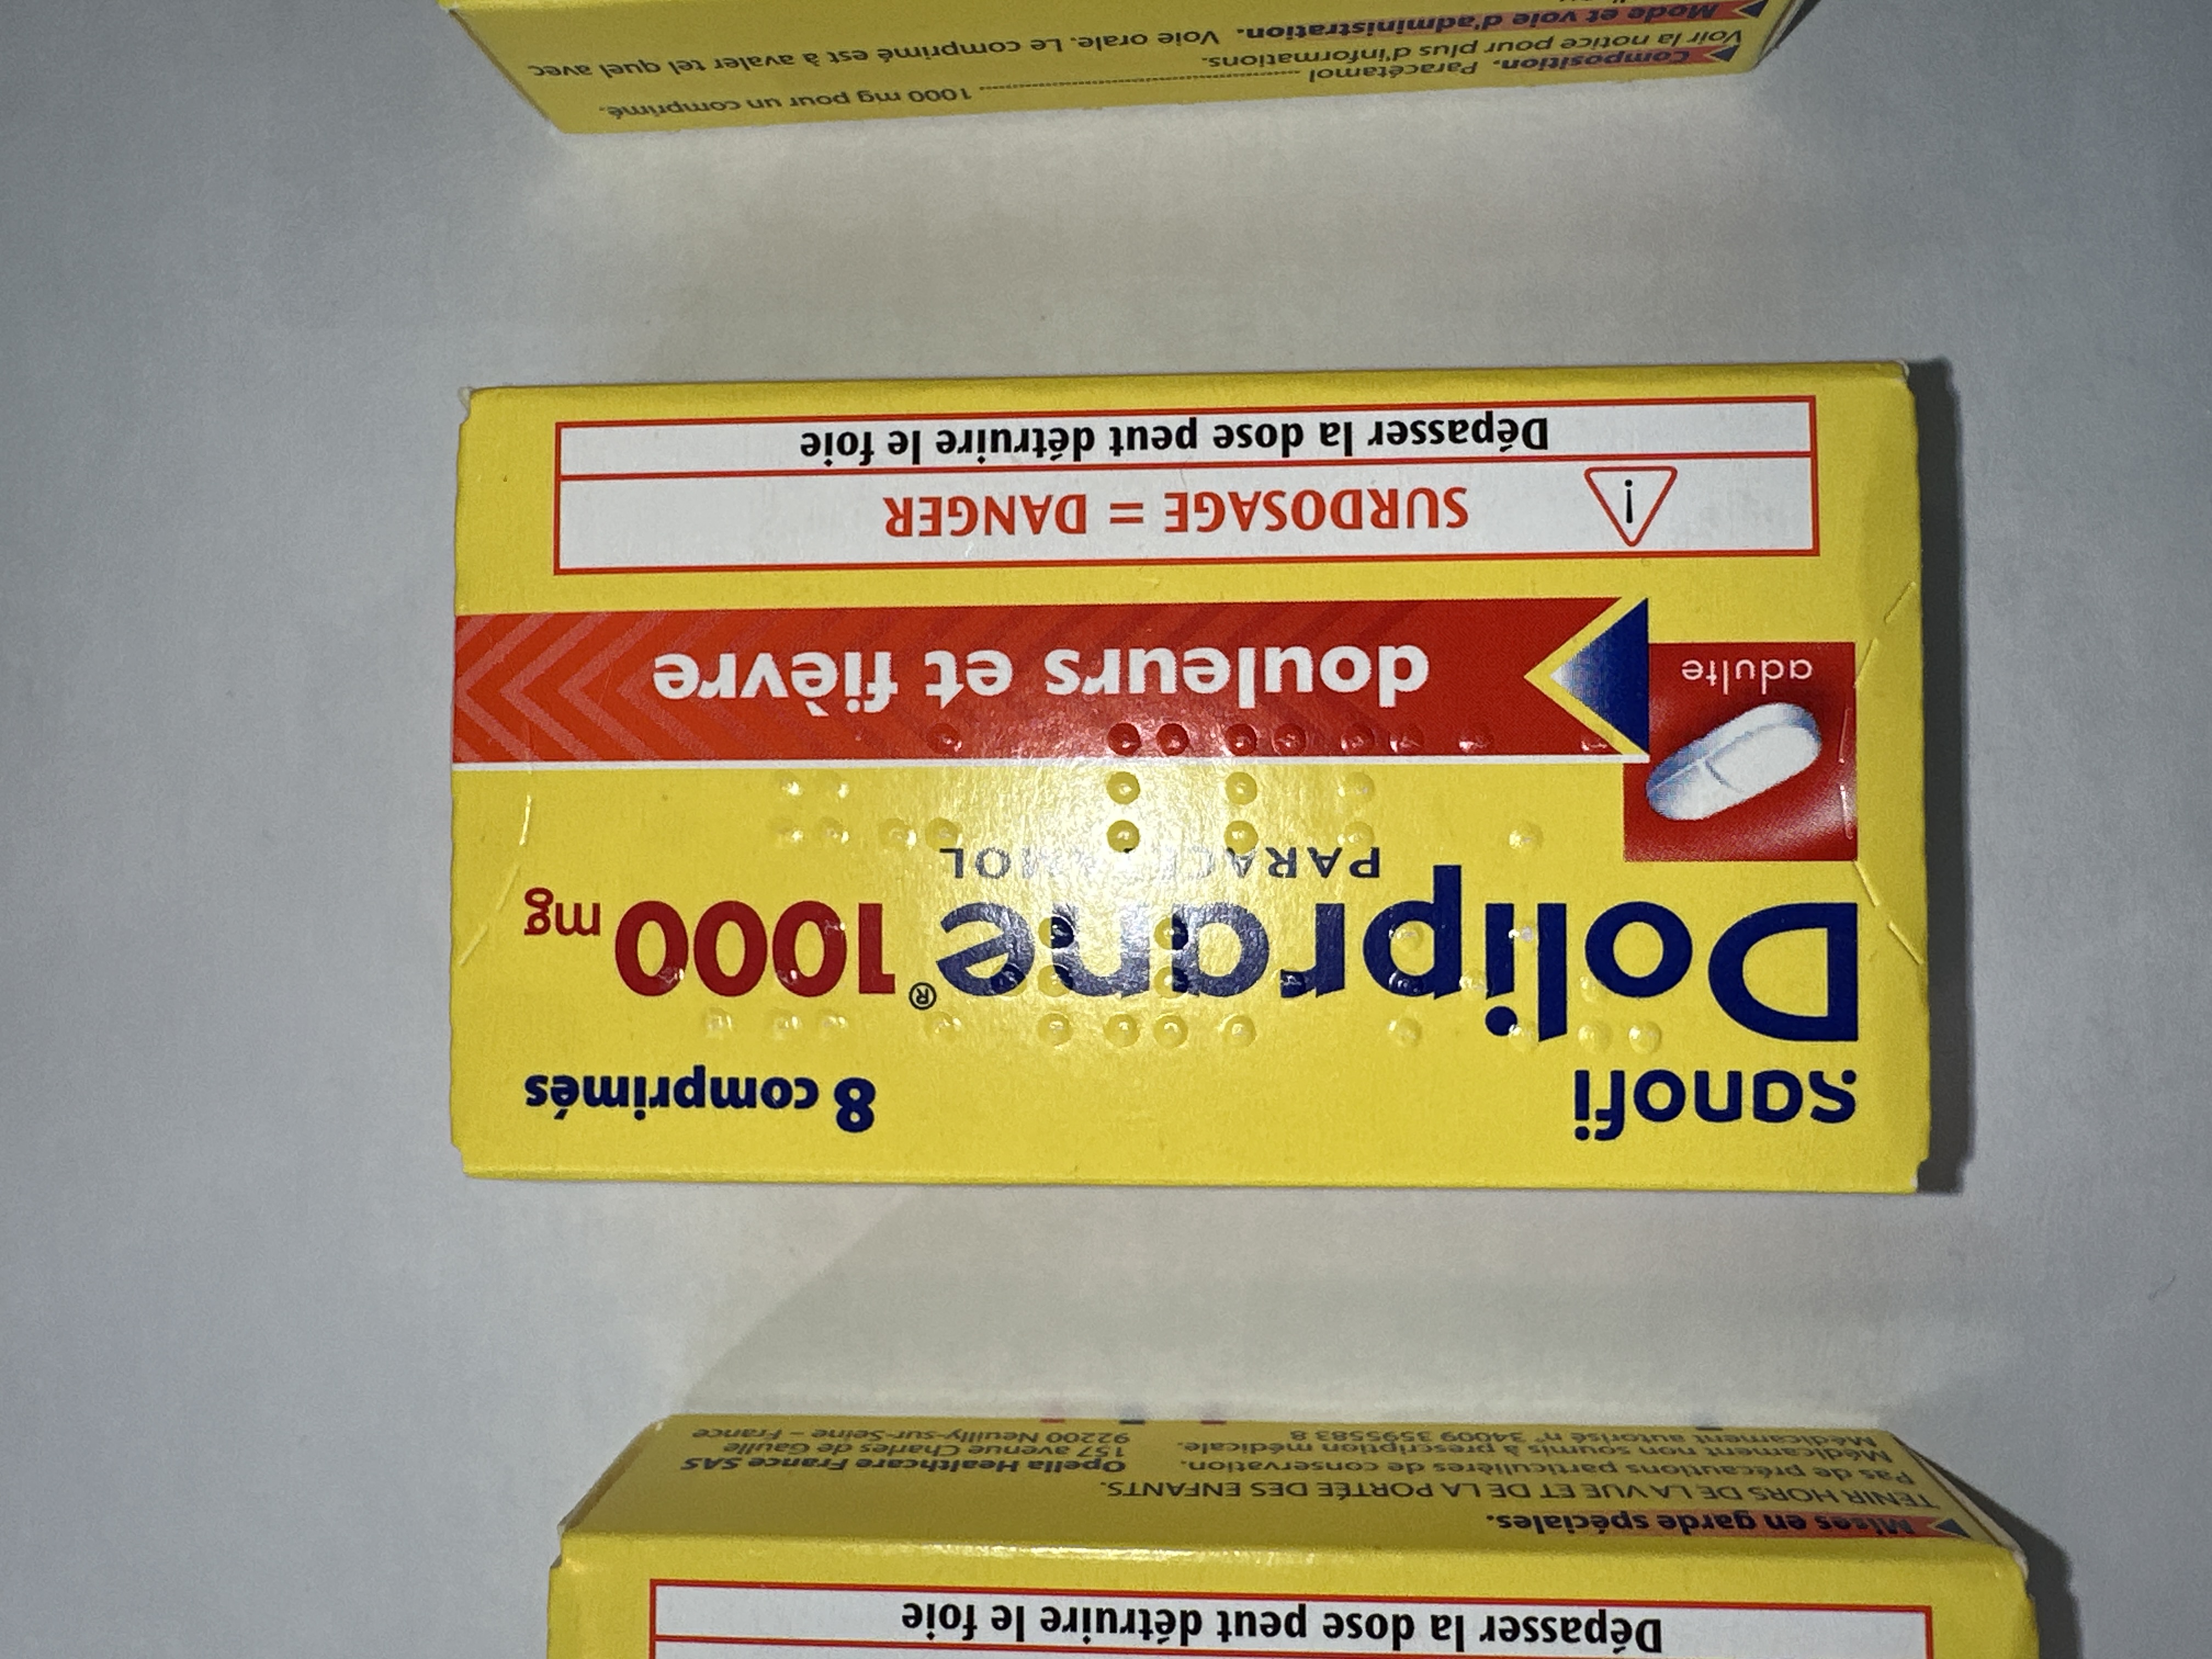 sanofi
8 comprimés
Doliprane® 1000 mg
PARACÉTAMOL
adulte
douleurs et fièvre
! SURDOSAGE = DANGER
Dépasser la dose peut détruire le foie
Composition. Paracétamol ........ 1000 mg pour un comprimé.
Voir la notice pour plus d'informations.
Mode et voie d'administration. Voie orale. Le comprimé est à avaler tel quel avec
Dépasser la dose peut détruire le foie
Mises en garde spéciales.
TENIR HORS DE LA VUE ET DE LA PORTÉE DES ENFANTS.
Pas de précautions particulières de conservation.
Médicament non soumis à prescription médicale.
Médicament autorisé n° 34009 3595583 8
Opella Healthcare France SAS
157 avenue Charles de Gaulle
92200 Neuilly-sur-Seine – France